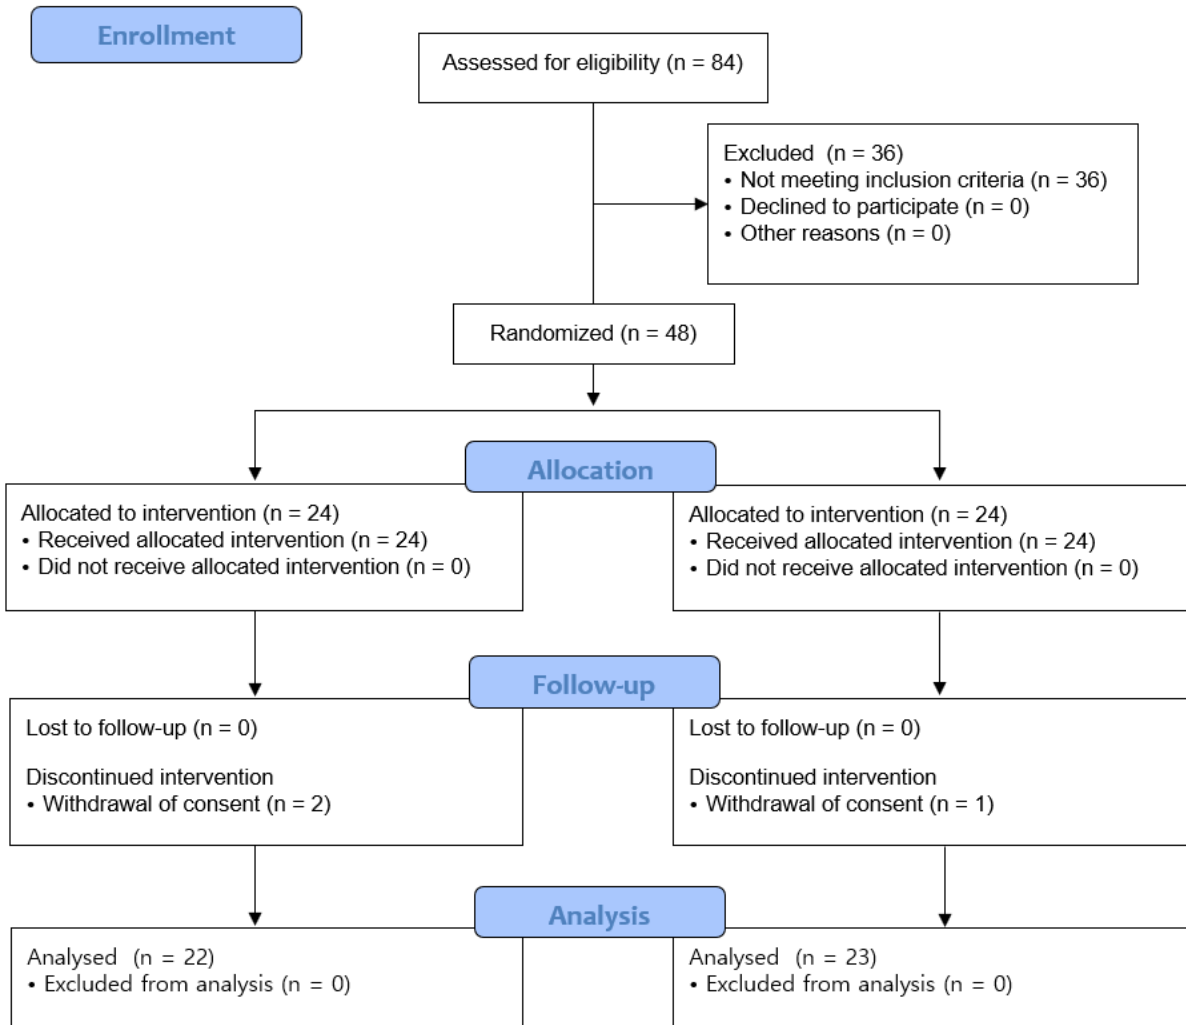 Enrollment
Assessed for eligibility (n = 84)
Excluded (n = 36)
• Not meeting inclusion criteria (n = 36)
• Declined to participate (n = 0)
• Other reasons (n = 0)
Randomized (n = 48)
Allocation
Allocated to intervention (n = 24)
• Received allocated intervention (n = 24)
• Did not receive allocated intervention (n = 0)
Allocated to intervention (n = 24)
• Received allocated intervention (n = 24)
• Did not receive allocated intervention (n = 0)
Follow-up
Lost to follow-up (n = 0)
Discontinued intervention
• Withdrawal of consent (n = 2)
Lost to follow-up (n = 0)
Discontinued intervention
• Withdrawal of consent (n = 1)
Analysis
Analysed (n = 22)
• Excluded from analysis (n = 0)
Analysed (n = 23)
• Excluded from analysis (n = 0)